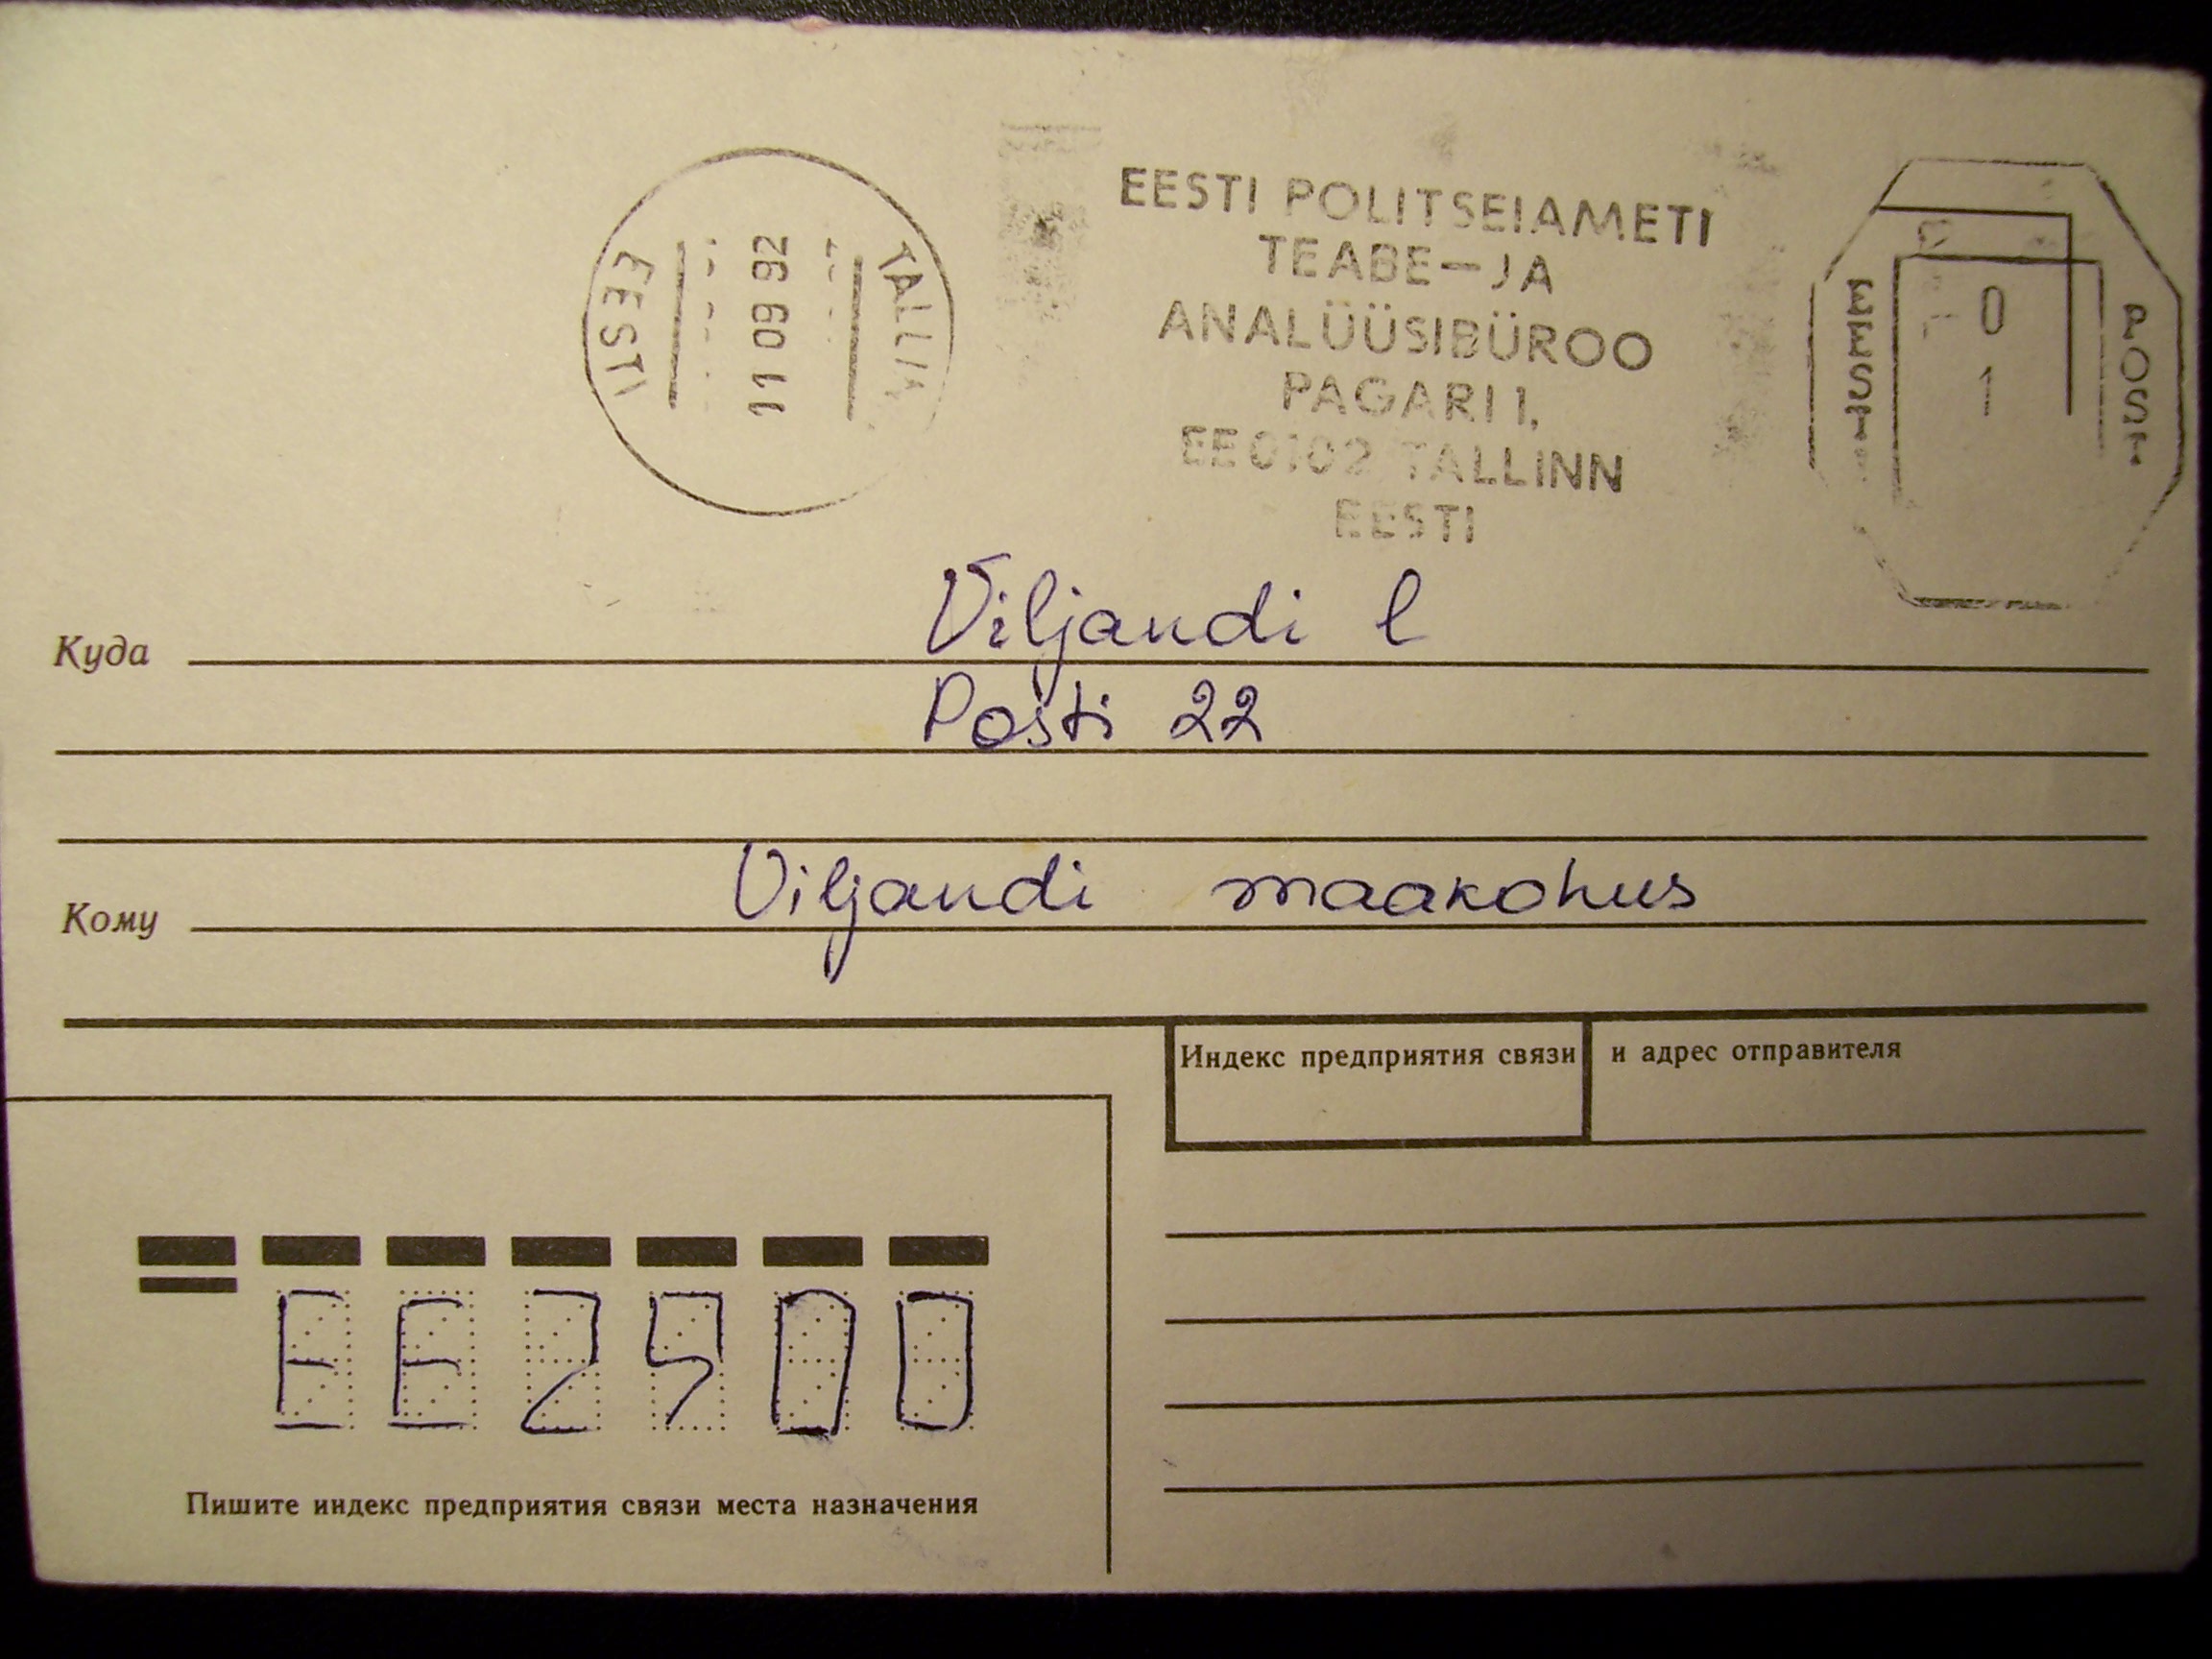 EESTI
11 09 92
EESTI POLITSEIAMETI
TEABE-JA
ANALÜÜSIBÜROO
PAGARI 1,
EE0102 TALLINN
EESTI
EESTI
0
1
POST
Viljandi l
Куда
Posti 22
Viljandi maakohus
Кому
Индекс предприятия связи и адрес отправителя
EE2900
Пишите индекс предприятия связи места назначения